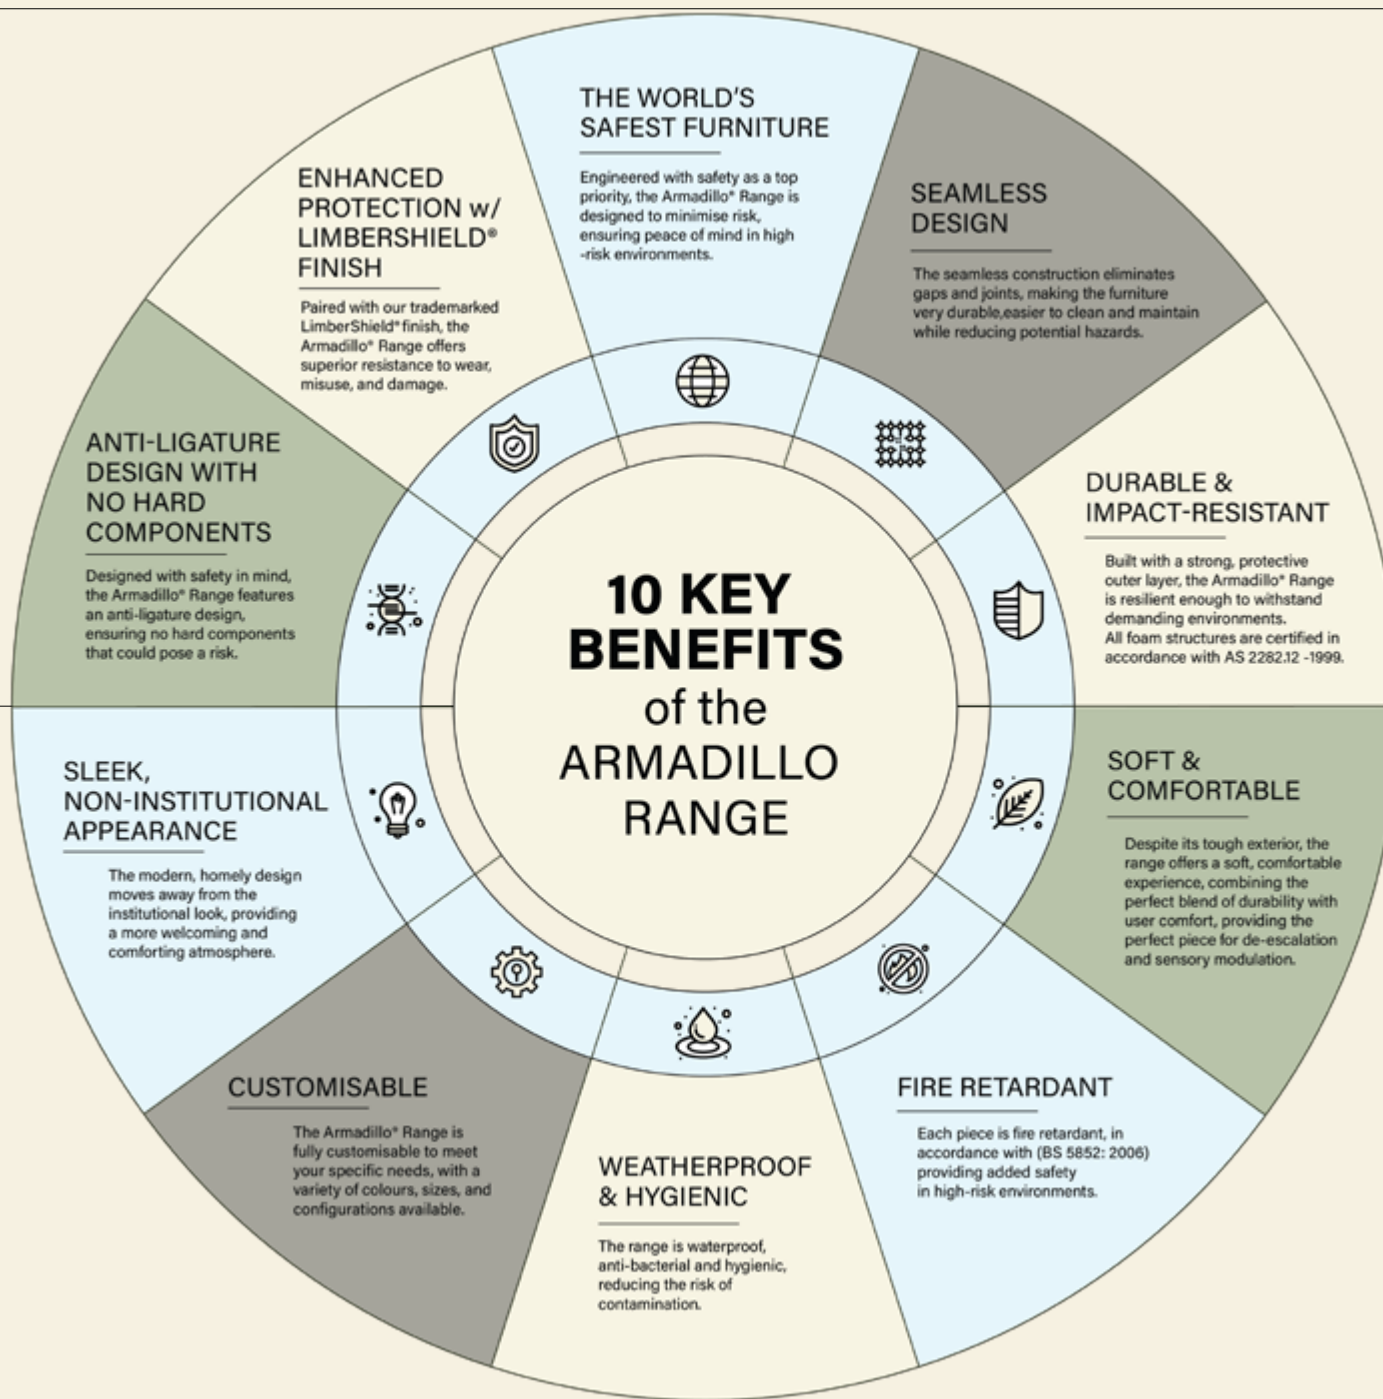 THE WORLD'S
SAFEST FURNITURE
Engineered with safety as a top
priority, the Armadillo® Range is
designed to minimise risk,
ensuring peace of mind in high
-risk environments.
SEAMLESS
DESIGN
The seamless construction eliminates
gaps and joints, making the furniture
very durable,easier to clean and maintain
while reducing potential hazards.
DURABLE &
IMPACT-RESISTANT
Built with a strong, protective
outer layer, the Armadillo® Range
is resilient enough to withstand
demanding environments.
All foam structures are certified in
accordance with AS 2282.12 -1999.
SOFT &
COMFORTABLE
Despite its tough exterior, the
range offers a soft, comfortable
experience, combining the
perfect blend of durability with
user comfort, providing the
perfect piece for de-escalation
and sensory modulation.
FIRE RETARDANT
Each piece is fire retardant, in
accordance with (BS 5852: 2006)
providing added safety
in high-risk environments.
WEATHERPROOF
& HYGIENIC
The range is waterproof,
anti-bacterial and hygienic,
reducing the risk of
contamination.
CUSTOMISABLE
The Armadillo® Range is
fully customisable to meet
your specific needs, with a
variety of colours, sizes, and
configurations available.
SLEEK,
NON-INSTITUTIONAL
APPEARANCE
The modern, homely design
moves away from the
institutional look, providing
a more welcoming and
comforting atmosphere.
ANTI-LIGATURE
DESIGN WITH
NO HARD
COMPONENTS
Designed with safety in mind,
the Armadillo® Range features
an anti-ligature design,
ensuring no hard components
that could pose a risk.
ENHANCED
PROTECTION w/
LIMBERSHIELD®
FINISH
Paired with our trademarked
LimberShield® finish, the
Armadillo® Range offers
superior resistance to wear,
misuse, and damage.
10 KEY
BENEFITS
of the
ARMADILLO
RANGE